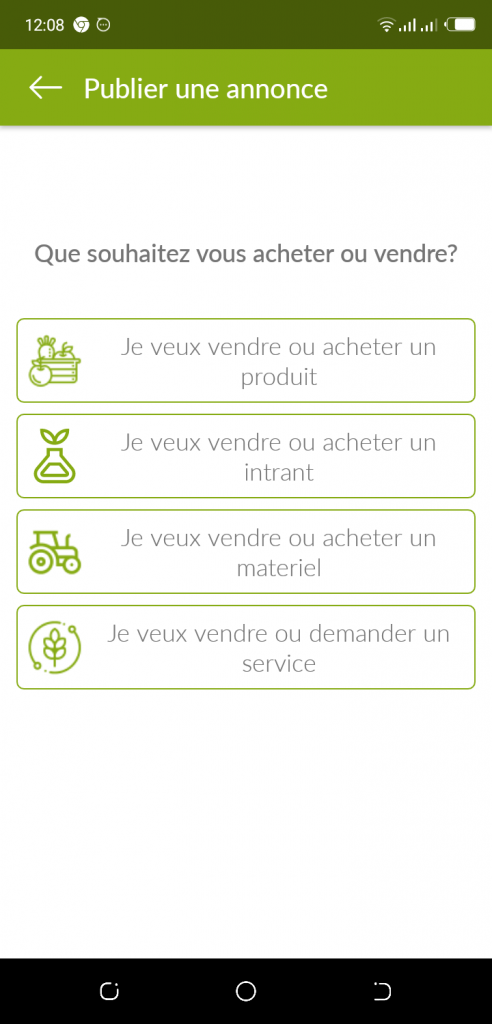 12:08
Publier une annonce
Que souhaitez vous acheter ou vendre?
Je veux vendre ou acheter un
produit
Je veux vendre ou acheter un
intrant
Je veux vendre ou acheter un
materiel
Je veux vendre ou demander un
service